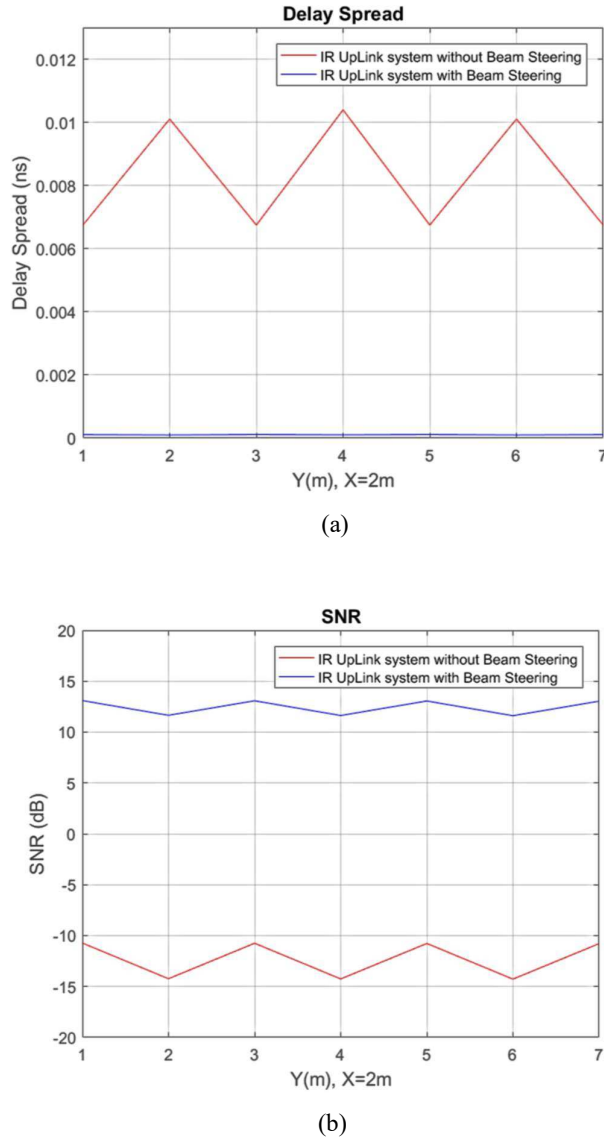 Delay Spread
IR UpLink system without Beam Steering
IR UpLink system with Beam Steering
0.012
0.01
0.008
0.006
0.004
0.002
0
Delay Spread (ns)
1 2 3 4 5 6 7
Y(m), X=2m
(a)
SNR
IR UpLink system without Beam Steering
IR UpLink system with Beam Steering
20
15
10
5
0
-5
-10
-15
-20
SNR (dB)
1 2 3 4 5 6 7
Y(m), X=2m
(b)